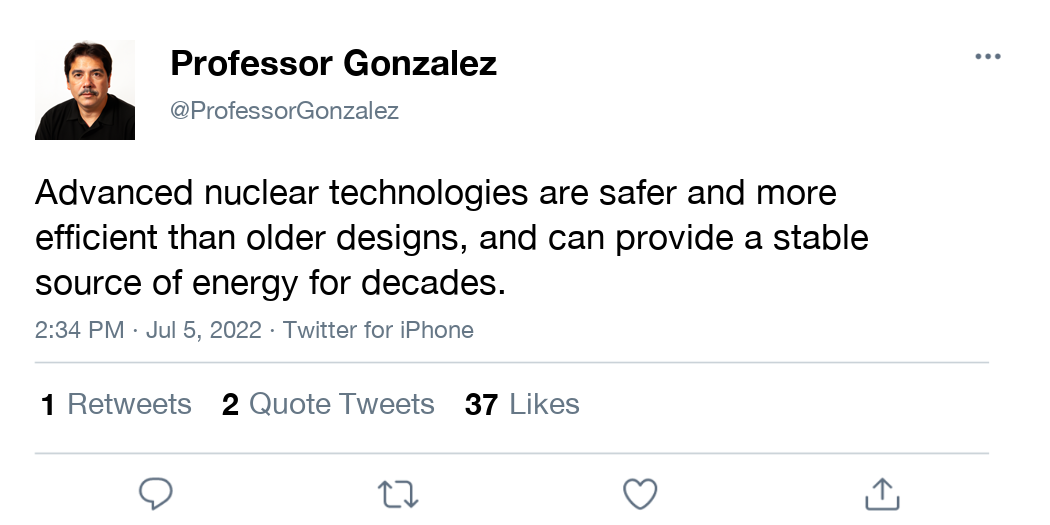 Professor Gonzalez
@ProfessorGonzalez
Advanced nuclear technologies are safer and more
efficient than older designs, and can provide a stable
source of energy for decades.
2:34 PM · Jul 5, 2022 · Twitter for iPhone
1 Retweets 2 Quote Tweets 37 Likes